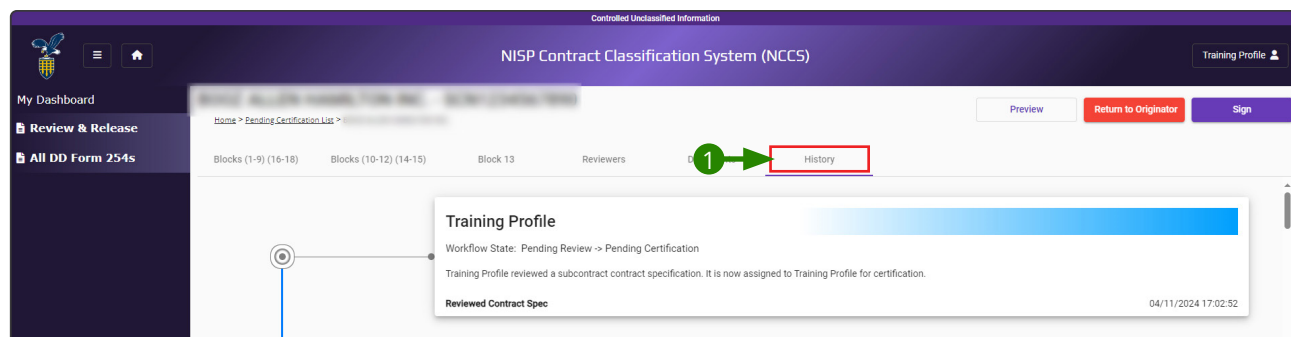 Controlled Unclassified Information
NISP Contract Classification System (NCCS)
Training Profile
My Dashboard
Review & Release
All DD Form 254s
Home > Pending Certification List >
Preview
Return to Originator
Sign
Blocks (1-9) (16-18)
Blocks (10-12) (14-15)
Block 13
Reviewers
1
History
Training Profile
Workflow State: Pending Review -> Pending Certification
Training Profile reviewed a subcontract contract specification. It is now assigned to Training Profile for certification.
Reviewed Contract Spec
04/11/2024 17:02:52